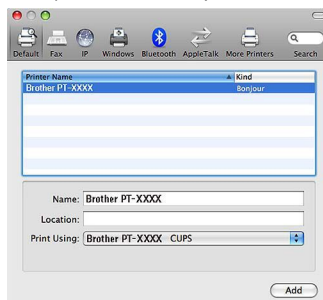 Default Fax IP Windows Bluetooth AppleTalk More Printers Search
Printer Name Kind
Brother PT-XXXX Bonjour
Name: Brother PT-XXXX
Location:
Print Using: Brother PT-XXXX CUPS
Add